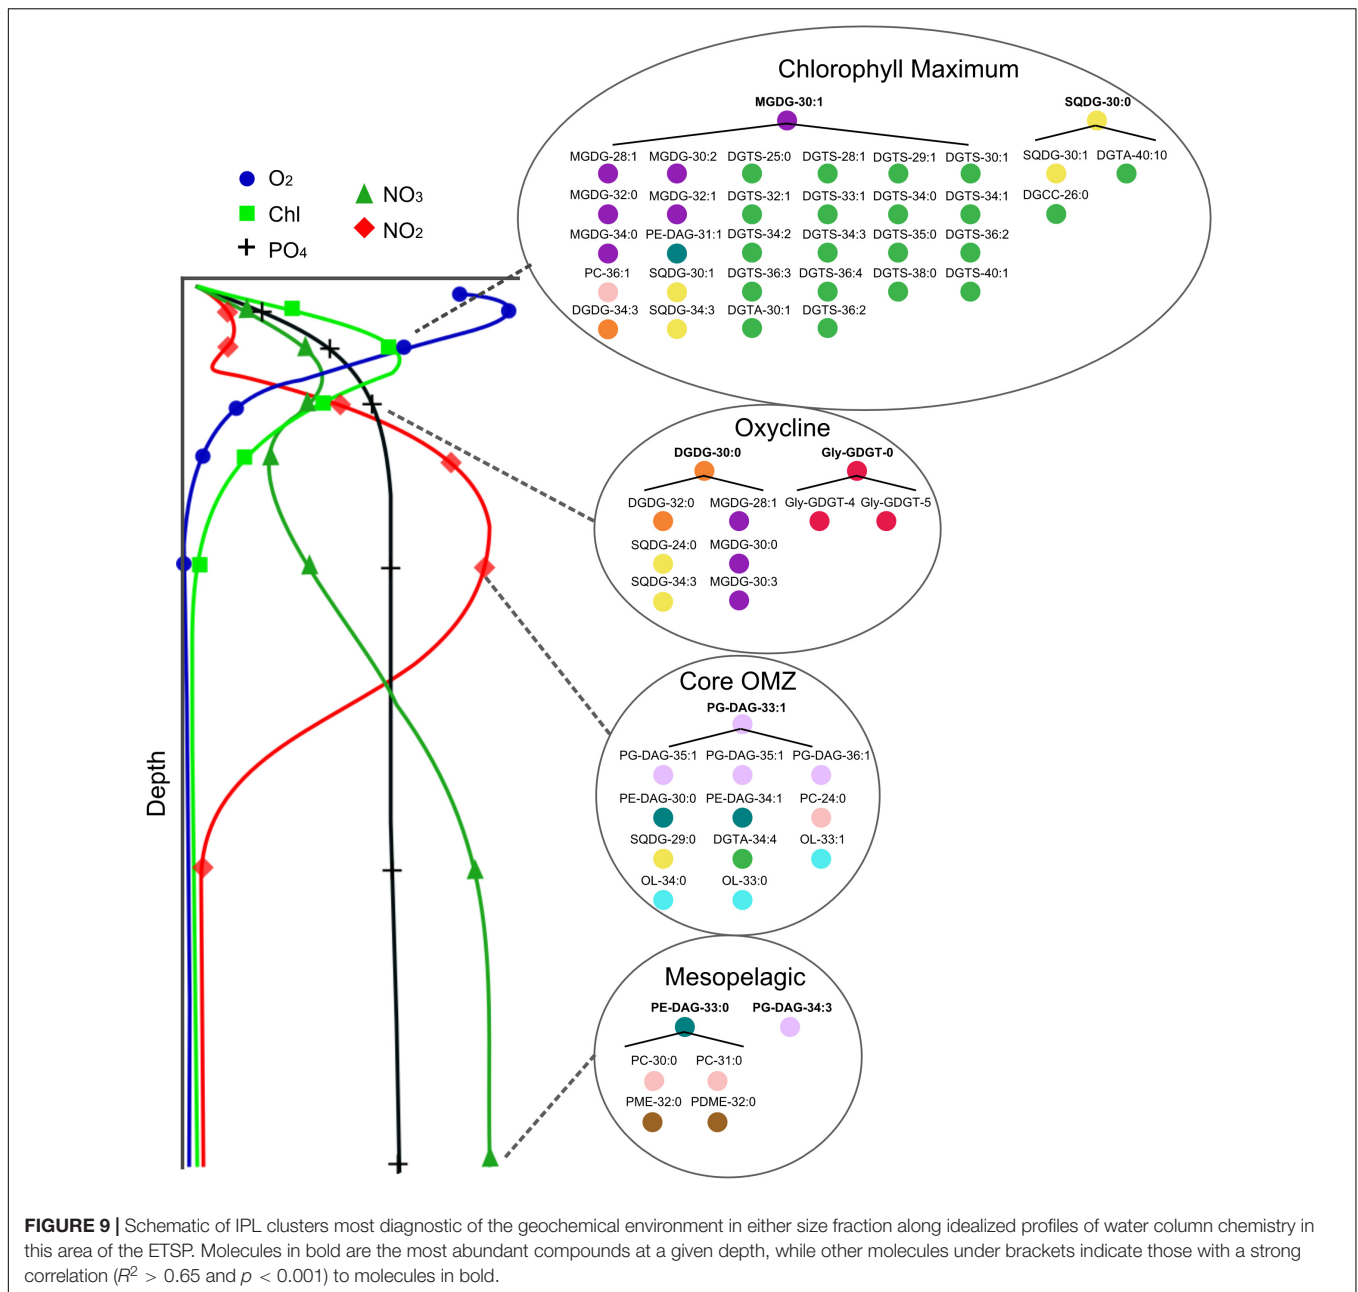 Chlorophyll Maximum
MGDG-30:1 SQDG-30:0
MGDG-28:1 MGDG-30:2 DGTS-25:0 DGTS-28:1 DGTS-29:1 DGTS-30:1 SQDG-30:1 DGTA-40:10
MGDG-32:0 MGDG-32:1 DGTS-32:1 DGTS-33:1 DGTS-34:0 DGTS-34:1 DGCC-26:0
MGDG-34:0 PE-DAG-31:1 DGTS-34:2 DGTS-34:3 DGTS-35:0 DGTS-36:2
PC-36:1 SQDG-30:1 DGTS-36:3 DGTS-36:4 DGTS-38:0 DGTS-40:1
DGDG-34:3 SQDG-34:3 DGTA-30:1 DGTS-36:2
O2
Chl
PO4
NO3
NO2
Depth
Oxycline
DGDG-30:0 Gly-GDGT-0
DGDG-32:0 MGDG-28:1 Gly-GDGT-4 Gly-GDGT-5
SQDG-24:0 MGDG-30:0
SQDG-34:3 MGDG-30:3
Core OMZ
PG-DAG-33:1
PG-DAG-35:1 PG-DAG-35:1 PG-DAG-36:1
PE-DAG-30:0 PE-DAG-34:1 PC-24:0
SQDG-29:0 DGTA-34:4 OL-33:1
OL-34:0 OL-33:0
Mesopelagic
PE-DAG-33:0 PG-DAG-34:3
PC-30:0 PC-31:0
PME-32:0 PDME-32:0
FIGURE 9 | Schematic of IPL clusters most diagnostic of the geochemical environment in either size fraction along idealized profiles of water column chemistry in
this area of the ETSP. Molecules in bold are the most abundant compounds at a given depth, while other molecules under brackets indicate those with a strong
correlation (R² > 0.65 and p < 0.001) to molecules in bold.